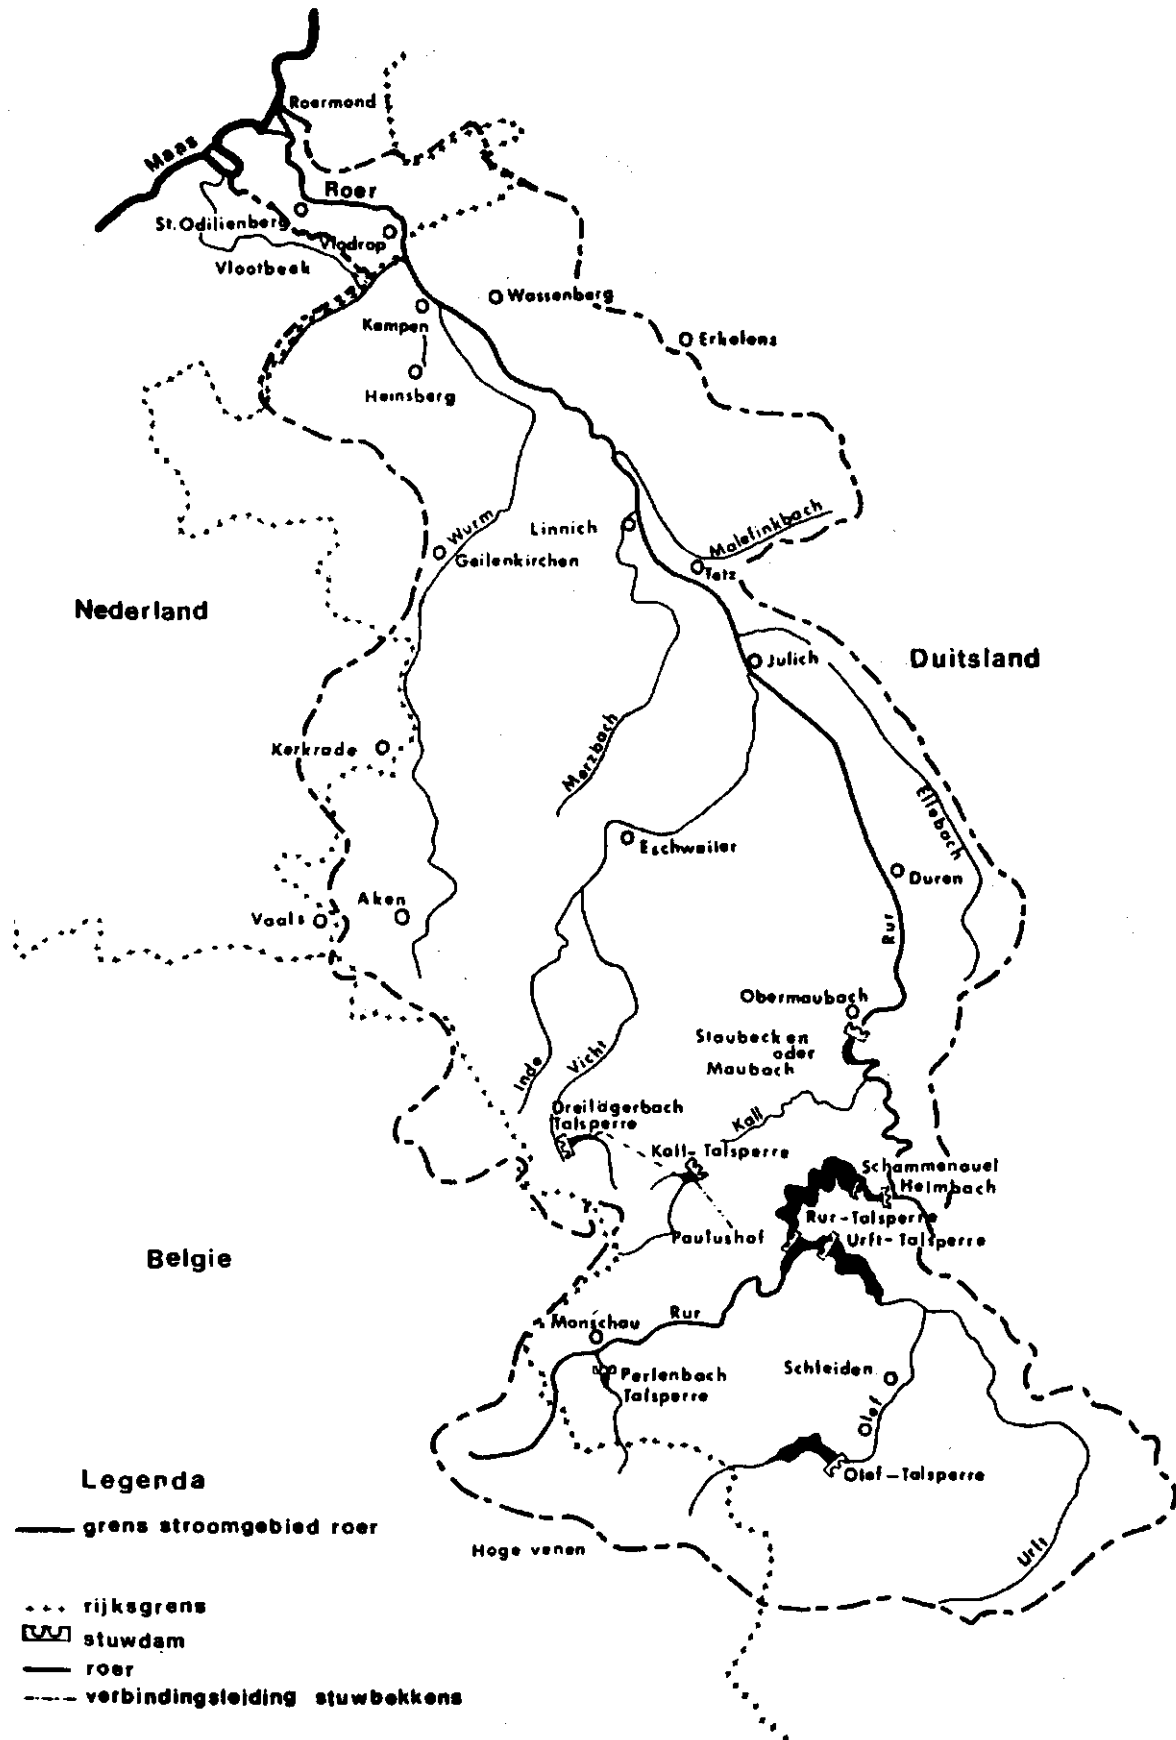 Roermond
Maas
Roer
St. Odilienberg
Vlodrop
Vlootbeek
Wassenberg
Kempen
Erkelens
Heinsberg
Wurm
Linnich
Malefinkbach
Geilenkirchen
Tetz
Nederland
Julich
Duitsland
Merzbach
Kerkrade
Ellebach
Eschweiler
Duren
Aken
Vaals
Rur
Obermaubach
Staubecken
oder
Maubach
Inde
Vicht
Dreilägerbach
Talsperre
Kall
Kall-Talsperre
Schammenauel
Heimbach
Rur-Talsperre
Paulushof
Urft-Talsperre
Belgie
Monschau
Rur
Perlenbach
Talsperre
Schleiden
Olef
Olef-Talsperre
Hoge venen
Urft
Legenda
grens stroomgebied roer
rijksgrens
stuwdam
roer
verbindingsleiding stuwbekkens